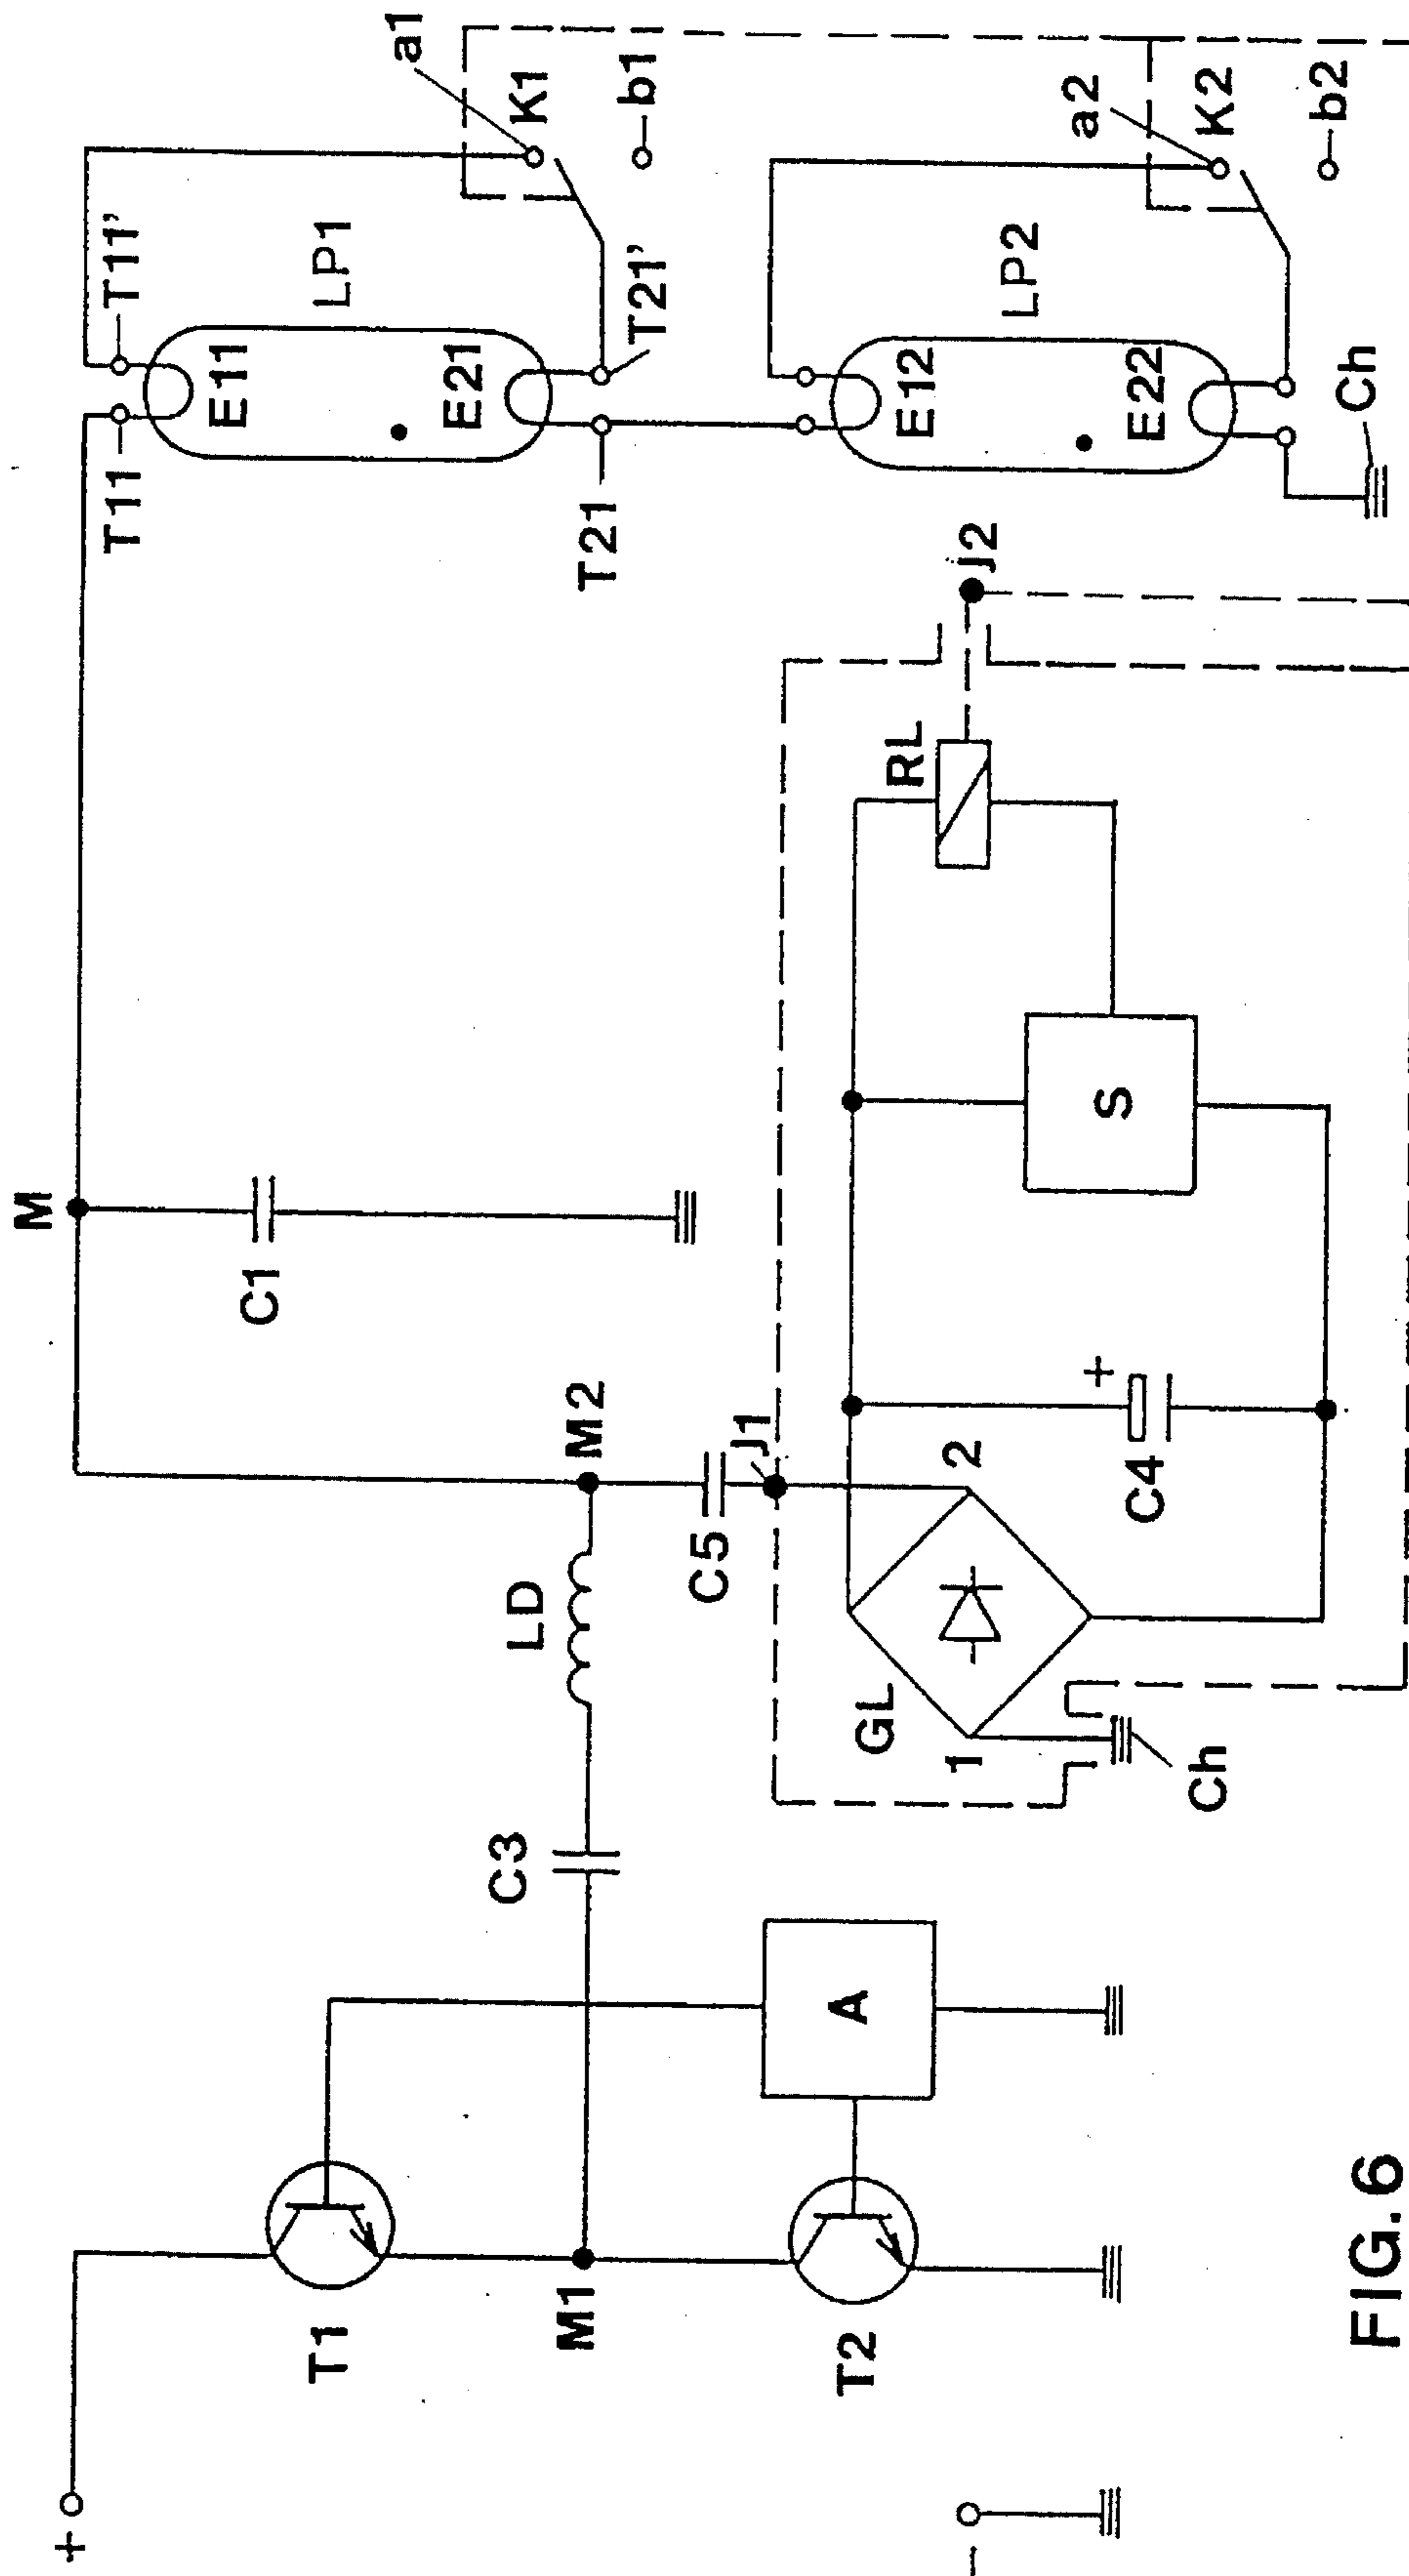 +
T1
M1
T2
-
A
C3
LD
M2
C5
j1
M
C1
GL
1
2
Ch
C4
+
S
RL
j2
T11
T11'
E11
LP1
E21
T21
T21'
a1
K1
b1
E12
LP2
E22
a2
K2
b2
Ch
FIG. 6